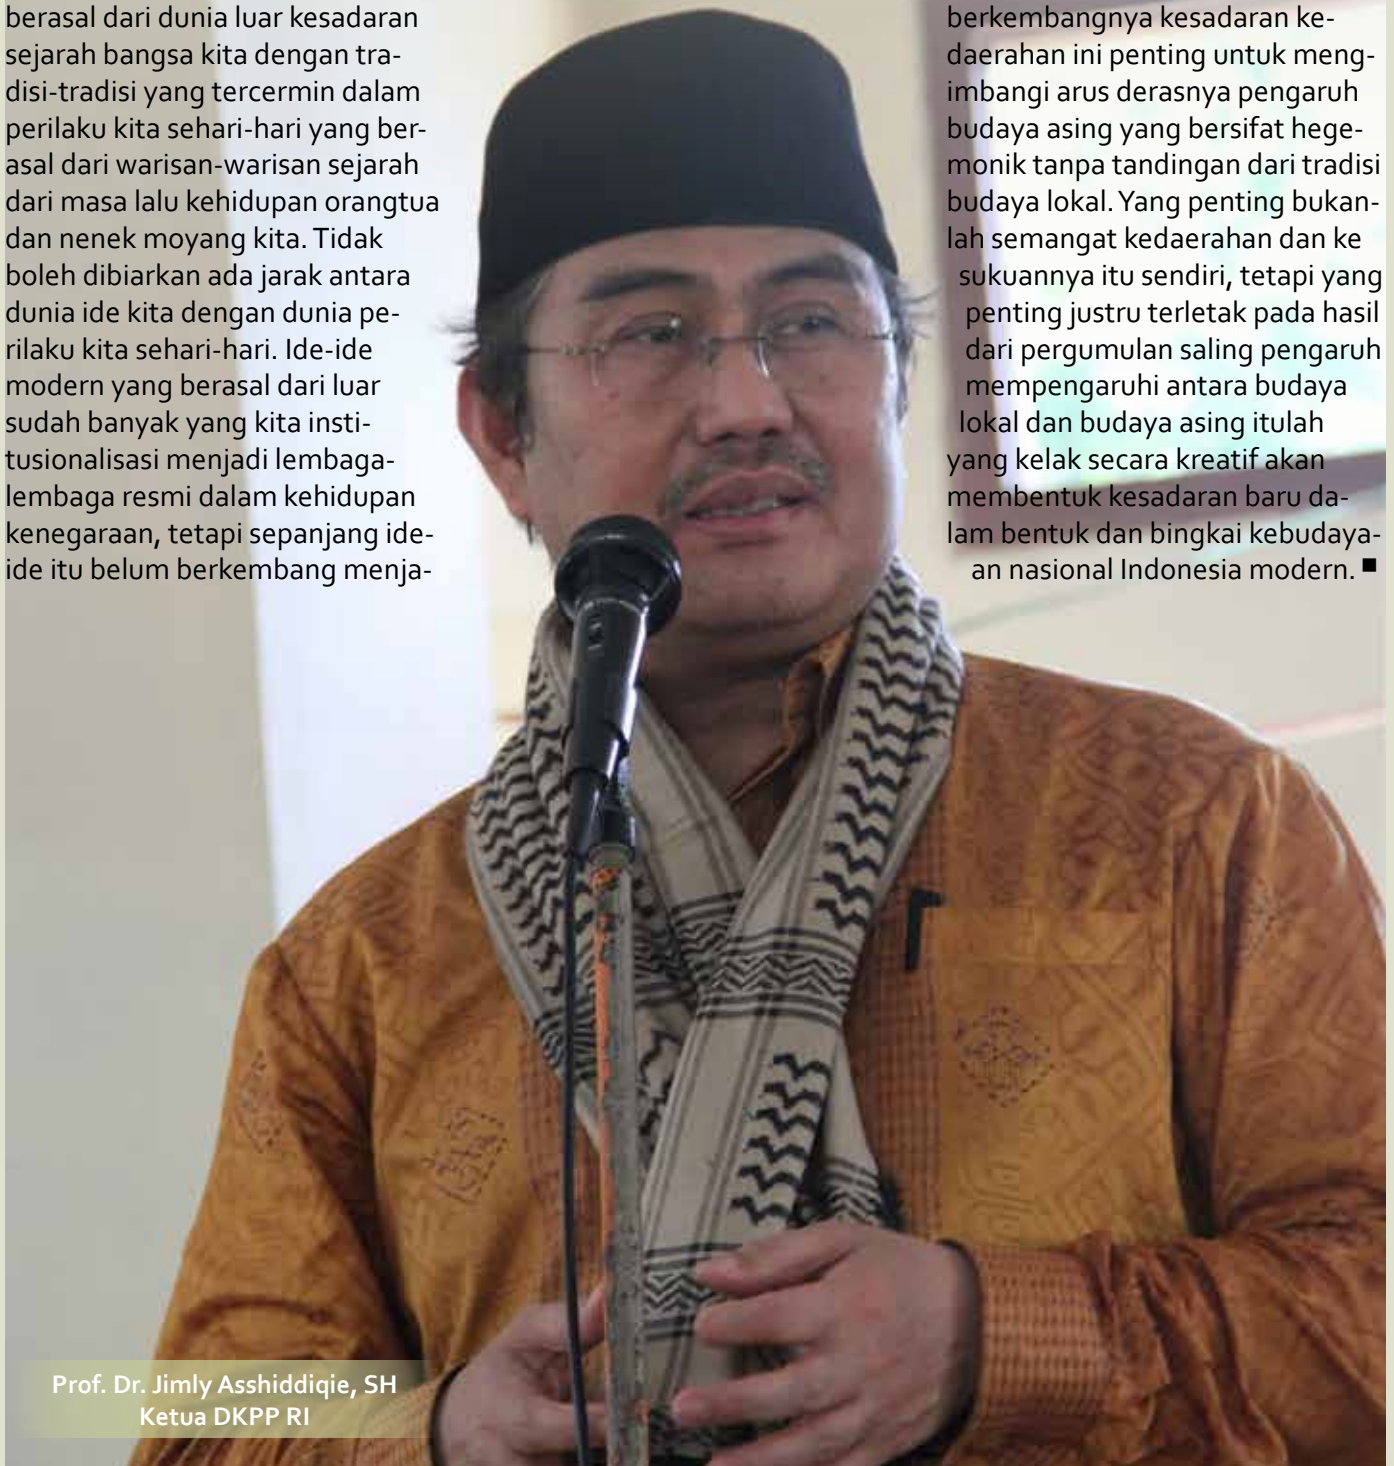 berasal dari dunia luar kesadaran
sejarah bangsa kita dengan tra-
disi-tradisi yang tercermin dalam
perilaku kita sehari-hari yang ber-
asal dari warisan-warisan sejarah
dari masa lalu kehidupan orangtua
dan nenek moyang kita. Tidak
boleh dibiarkan ada jarak antara
dunia ide kita dengan dunia pe-
rilaku kita sehari-hari. Ide-ide
modern yang berasal dari luar
sudah banyak yang kita insti-
tusionalisasi menjadi lembaga-
lembaga resmi dalam kehidupan
kenegaraan, tetapi sepanjang ide-
ide itu belum berkembang menja-
berkembangnya kesadaran ke-
daerahan ini penting untuk meng-
imbangi arus derasnya pengaruh
budaya asing yang bersifat hege-
monik tanpa tandingan dari tradisi
budaya lokal. Yang penting bukan-
lah semangat kedaerahan dan ke
sukuannya itu sendiri, tetapi yang
penting justru terletak pada hasil
dari pergumulan saling pengaruh
mempengaruhi antara budaya
lokal dan budaya asing itulah
yang kelak secara kreatif akan
membentuk kesadaran baru da-
lam bentuk dan bingkai kebudaya-
an nasional Indonesia modern. ■
Prof. Dr. Jimly Asshiddiqie, SH
Ketua DKPP RI